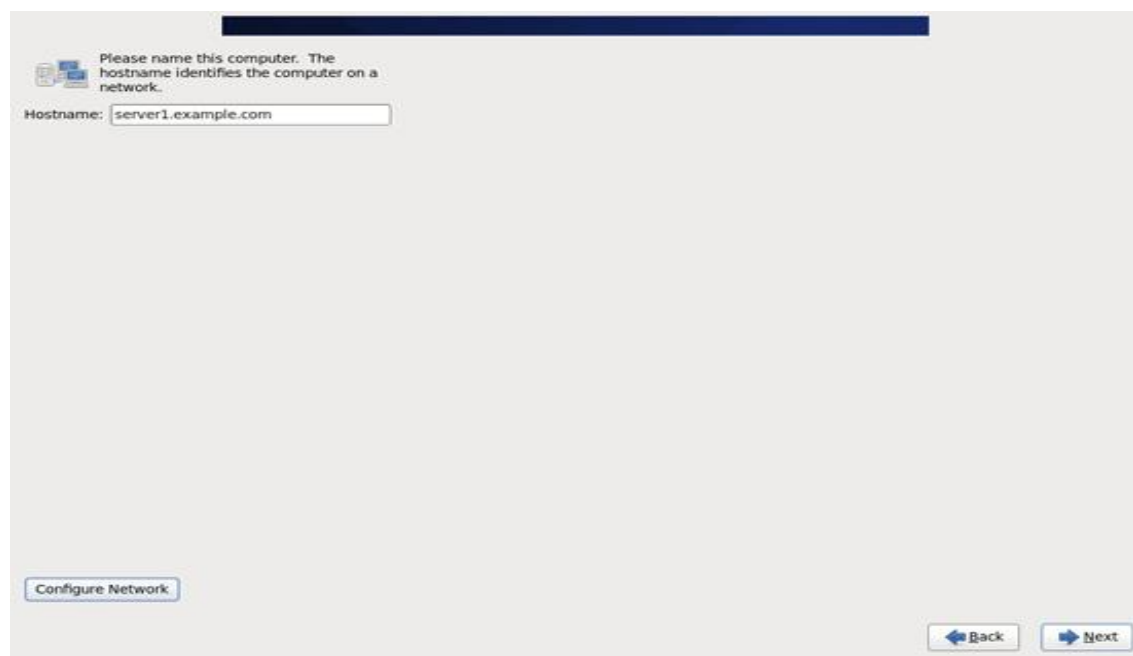 Please name this computer. The
hostname identifies the computer on a
network.
Hostname: server1.example.com
Configure Network
Back Next